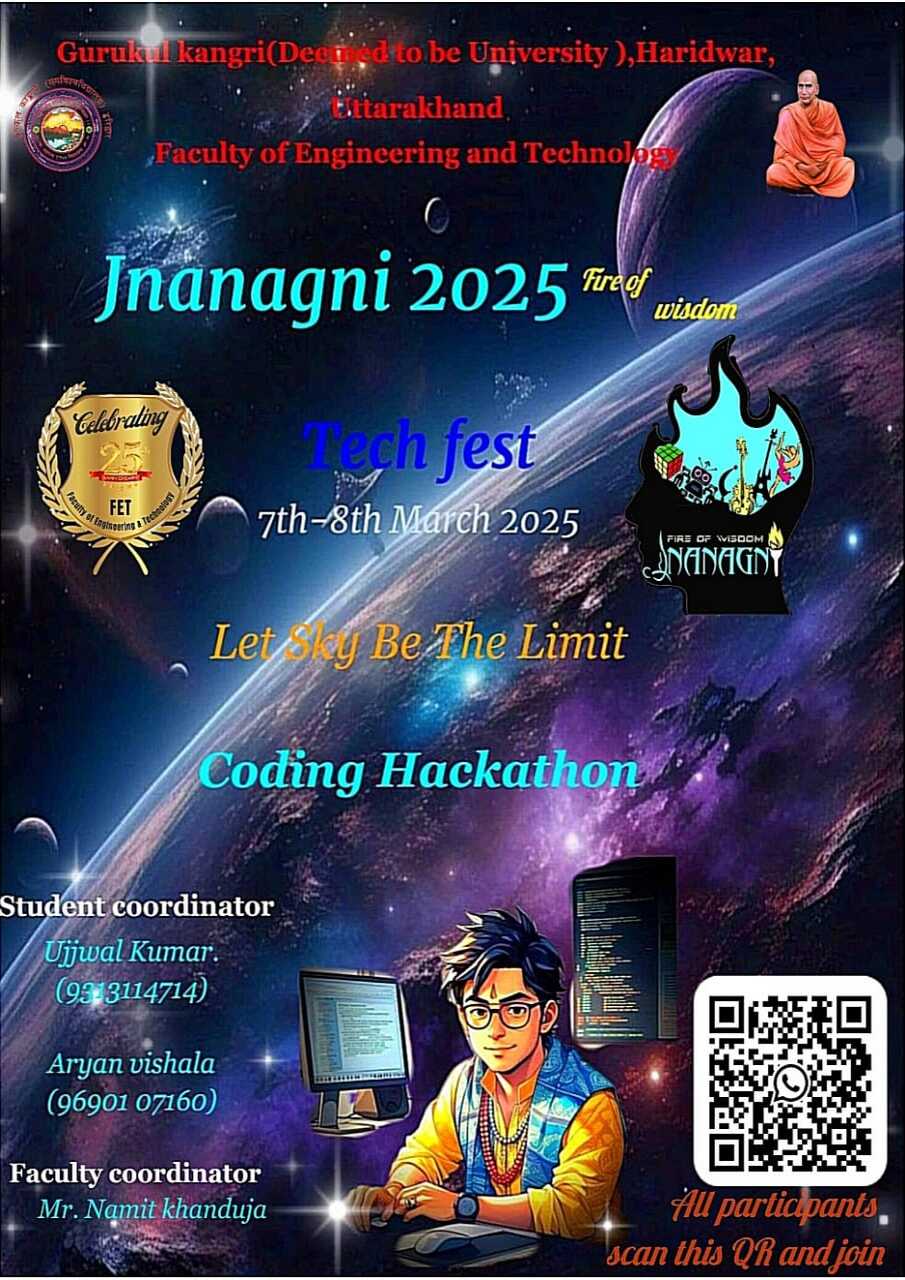 Gurukul kangri(Deemed to be University ),Haridwar,
Uttarakhand
Faculty of Engineering and Technology
Jnanagni 2025 Fire of
wisdom
Celebrating
25
ANNIVERSARY
FET
Faculty of Engineering & Technology
Tech fest
7th-8th March 2025
FIRE OF WISDOM
JNANAGNI
Let Sky Be The Limit
Coding Hackathon
Student coordinator
Ujjwal Kumar.
(9313114714)
Aryan vishala
(96901 07160)
Faculty coordinator
Mr. Namit khanduja
All participants
scan this QR and join